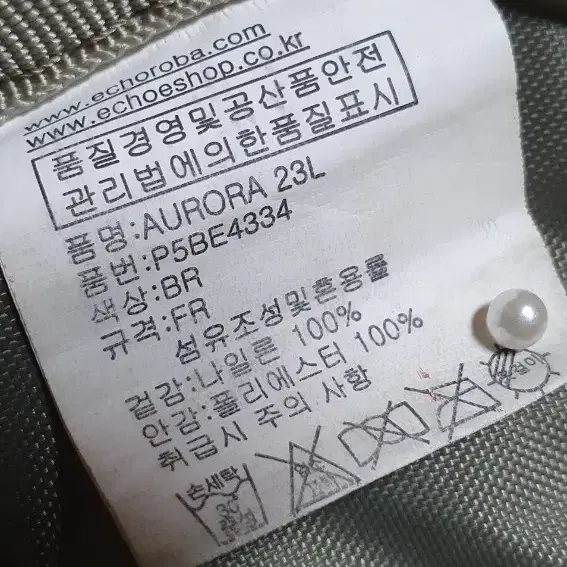 www.echoroba.com
www.echoeshop.co.kr
품질경영및공산품안전
관리법에의한품질표시
품명:AURORA 23L
품번:P5BE4334
색상:BR
규격:FR
섬유조성및혼용률
겉감:나일론 100%
안감:폴리에스터 100%
취급시 주의 사항
손세탁